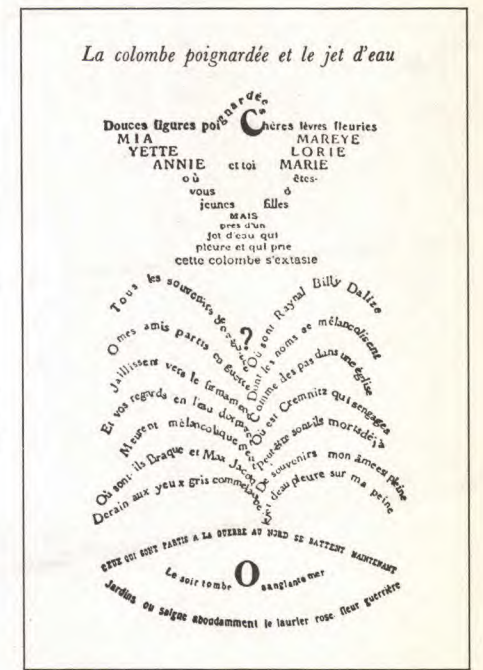 La colombe poignardée et le jet d'eau
Douces figures poignardées Chères lèvres fleuries
MIA MAREYE
YETTE LORIE
ANNIE et toi MARIE
où êtes-
vous ô
jeunes filles
MAIS
près d'un
jet d'eau qui
pleure et qui prie
cette colombe s'extasie
Tous les souvenirs de naguère
O mes amis partis en guerre
Jaillissent vers le firmament
Et vos regards en l'eau dormant
Meurent mélancoliquement
Où sont-ils Braque et Max Jacob
Derain aux yeux gris comme l'aube
?
Où sont Raynal Billy Dalize
Dont les noms se mélancolisent
Comme des pas dans une église
Où est Cremnitz qui s'engagea
Peut-être sont-ils morts déjà
De souvenirs mon âme est pleine
Le jet d'eau pleure sur ma peine
CEUX QUI SONT PARTIS A LA GUERRE AU NORD SE BATTENT MAINTENANT
Le soir tombe O sanglante mer
Jardins où saigne abondamment le laurier rose fleur guerrière